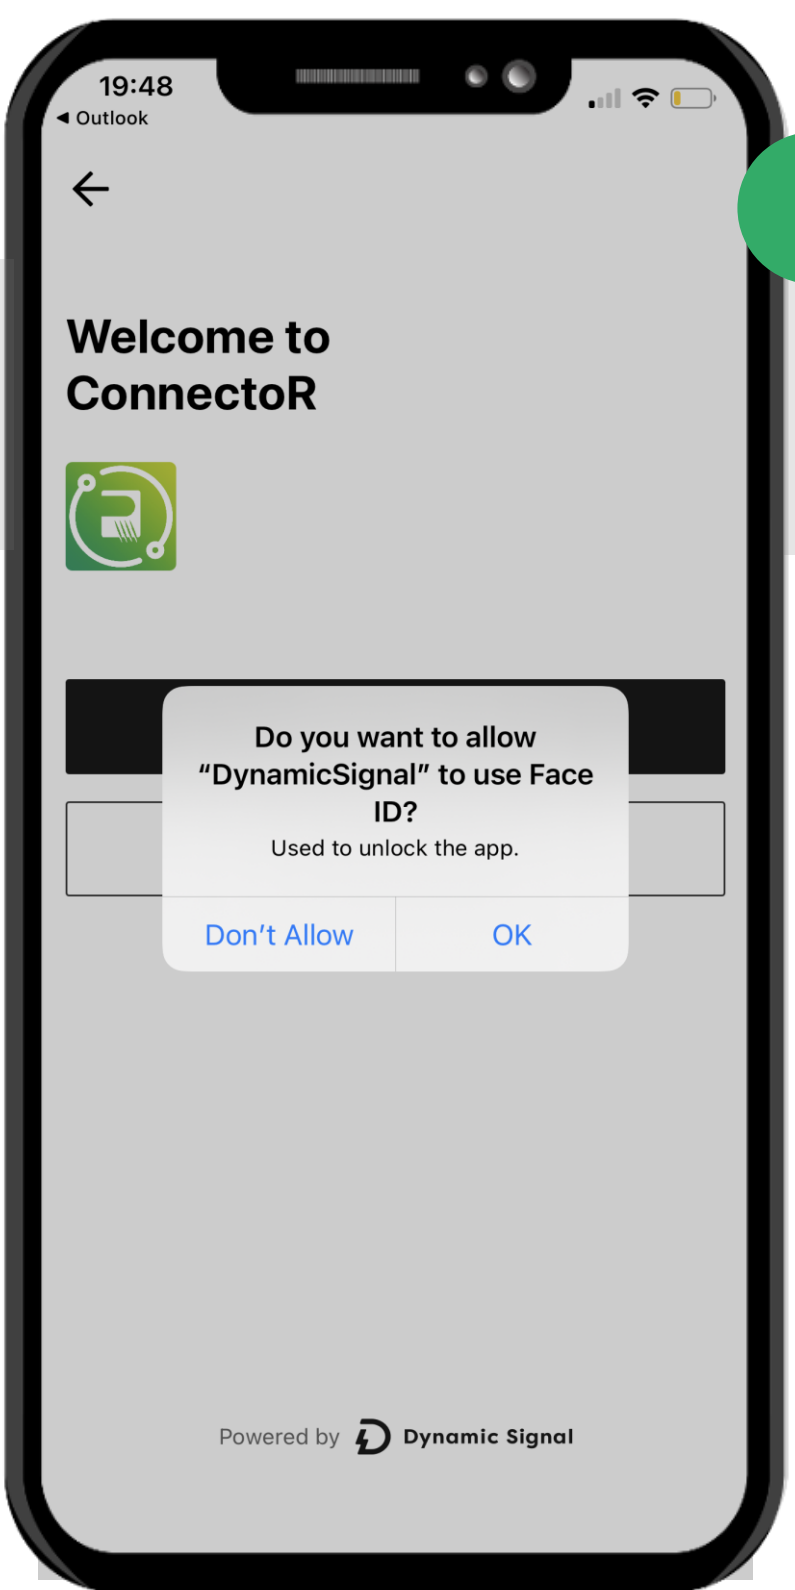 19:48
◀ Outlook
Welcome to
ConnectoR
Do you want to allow
“DynamicSignal” to use Face
ID?
Used to unlock the app.
Don’t Allow
OK
Powered by Dynamic Signal